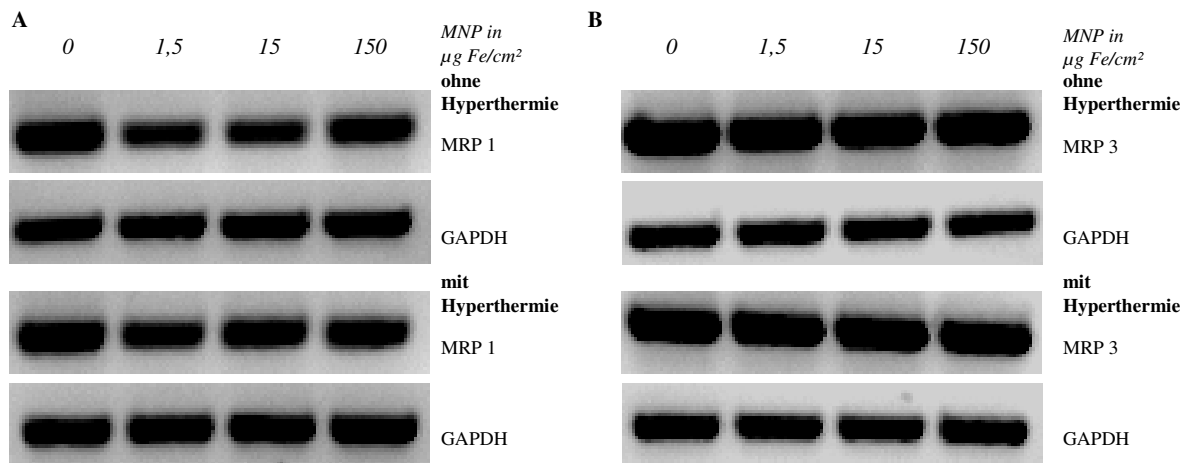 A
0 1,5 15 150
MNP in
µg Fe/cm²
ohne
Hyperthermie
MRP 1
GAPDH
mit
Hyperthermie
MRP 1
GAPDH
B
0 1,5 15 150
MNP in
µg Fe/cm²
ohne
Hyperthermie
MRP 3
GAPDH
mit
Hyperthermie
MRP 3
GAPDH